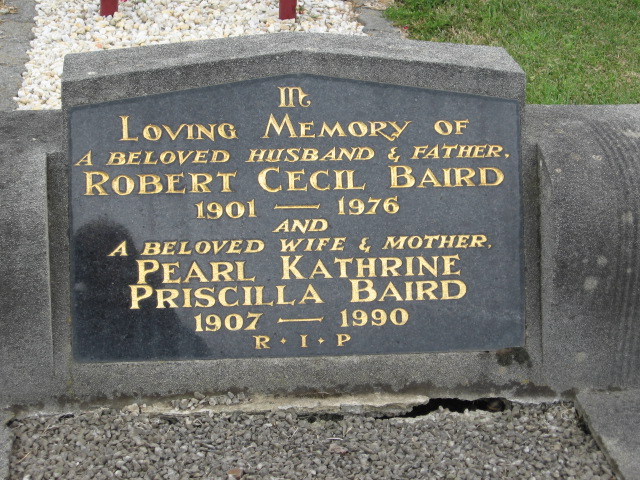 In
Loving Memory of
A beloved husband & father,
Robert Cecil Baird
1901 — 1976
and
A beloved wife & mother,
Pearl Kathrine
Priscilla Baird
1907 — 1990
R · I · P